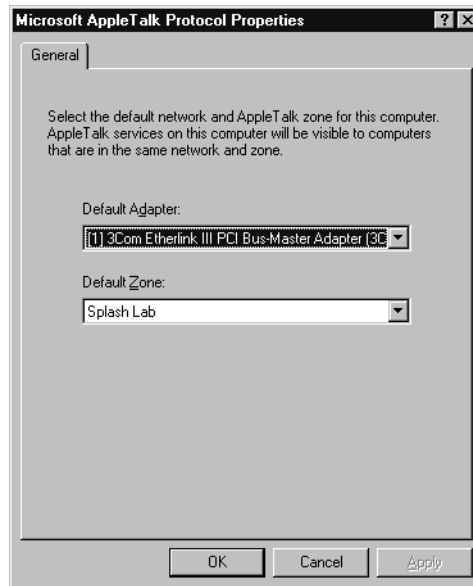 Microsoft AppleTalk Protocol Properties
General
Select the default network and AppleTalk zone for this computer.
AppleTalk services on this computer will be visible to computers
that are in the same network and zone.
Default Adapter:
[1] 3Com Etherlink III PCI Bus-Master Adapter (3C
Default Zone:
Splash Lab
OK Cancel Apply